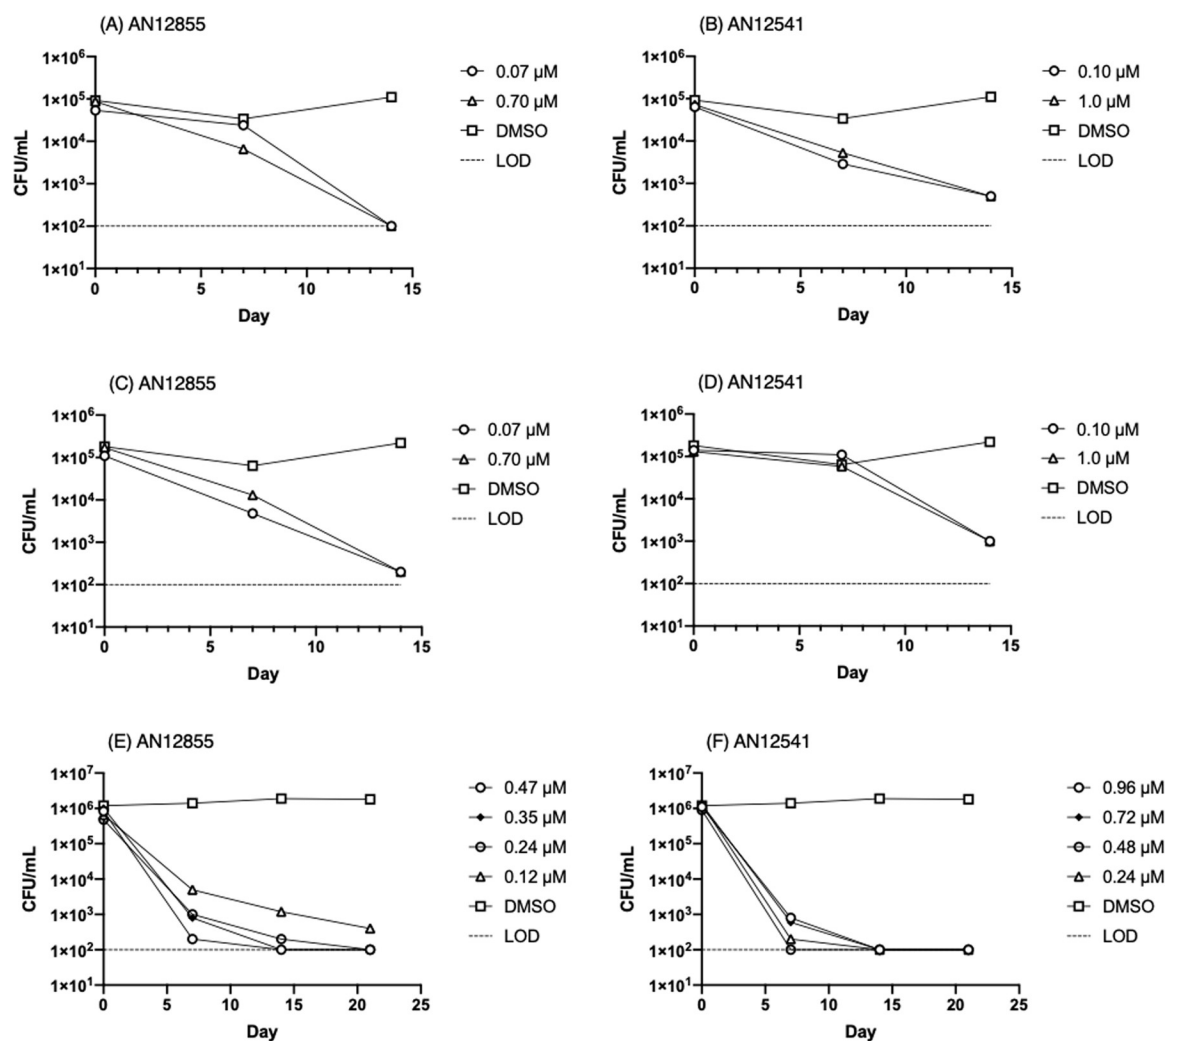 (A) AN12855
1×10⁶
1×10⁵
1×10⁴
1×10³
1×10²
1×10¹
CFU/mL
0 5 10 15
Day
0.07 µM
0.70 µM
DMSO
LOD
(B) AN12541
1×10⁶
1×10⁵
1×10⁴
1×10³
1×10²
1×10¹
CFU/mL
0 5 10 15
Day
0.10 µM
1.0 µM
DMSO
LOD
(C) AN12855
1×10⁶
1×10⁵
1×10⁴
1×10³
1×10²
1×10¹
CFU/mL
0 5 10 15
Day
0.07 µM
0.70 µM
DMSO
LOD
(D) AN12541
1×10⁶
1×10⁵
1×10⁴
1×10³
1×10²
1×10¹
CFU/mL
0 5 10 15
Day
0.10 µM
1.0 µM
DMSO
LOD
(E) AN12855
1×10⁷
1×10⁶
1×10⁵
1×10⁴
1×10³
1×10²
1×10¹
CFU/mL
0 5 10 15 20 25
Day
0.47 µM
0.35 µM
0.24 µM
0.12 µM
DMSO
LOD
(F) AN12541
1×10⁷
1×10⁶
1×10⁵
1×10⁴
1×10³
1×10²
1×10¹
CFU/mL
0 5 10 15 20 25
Day
0.96 µM
0.72 µM
0.48 µM
0.24 µM
DMSO
LOD